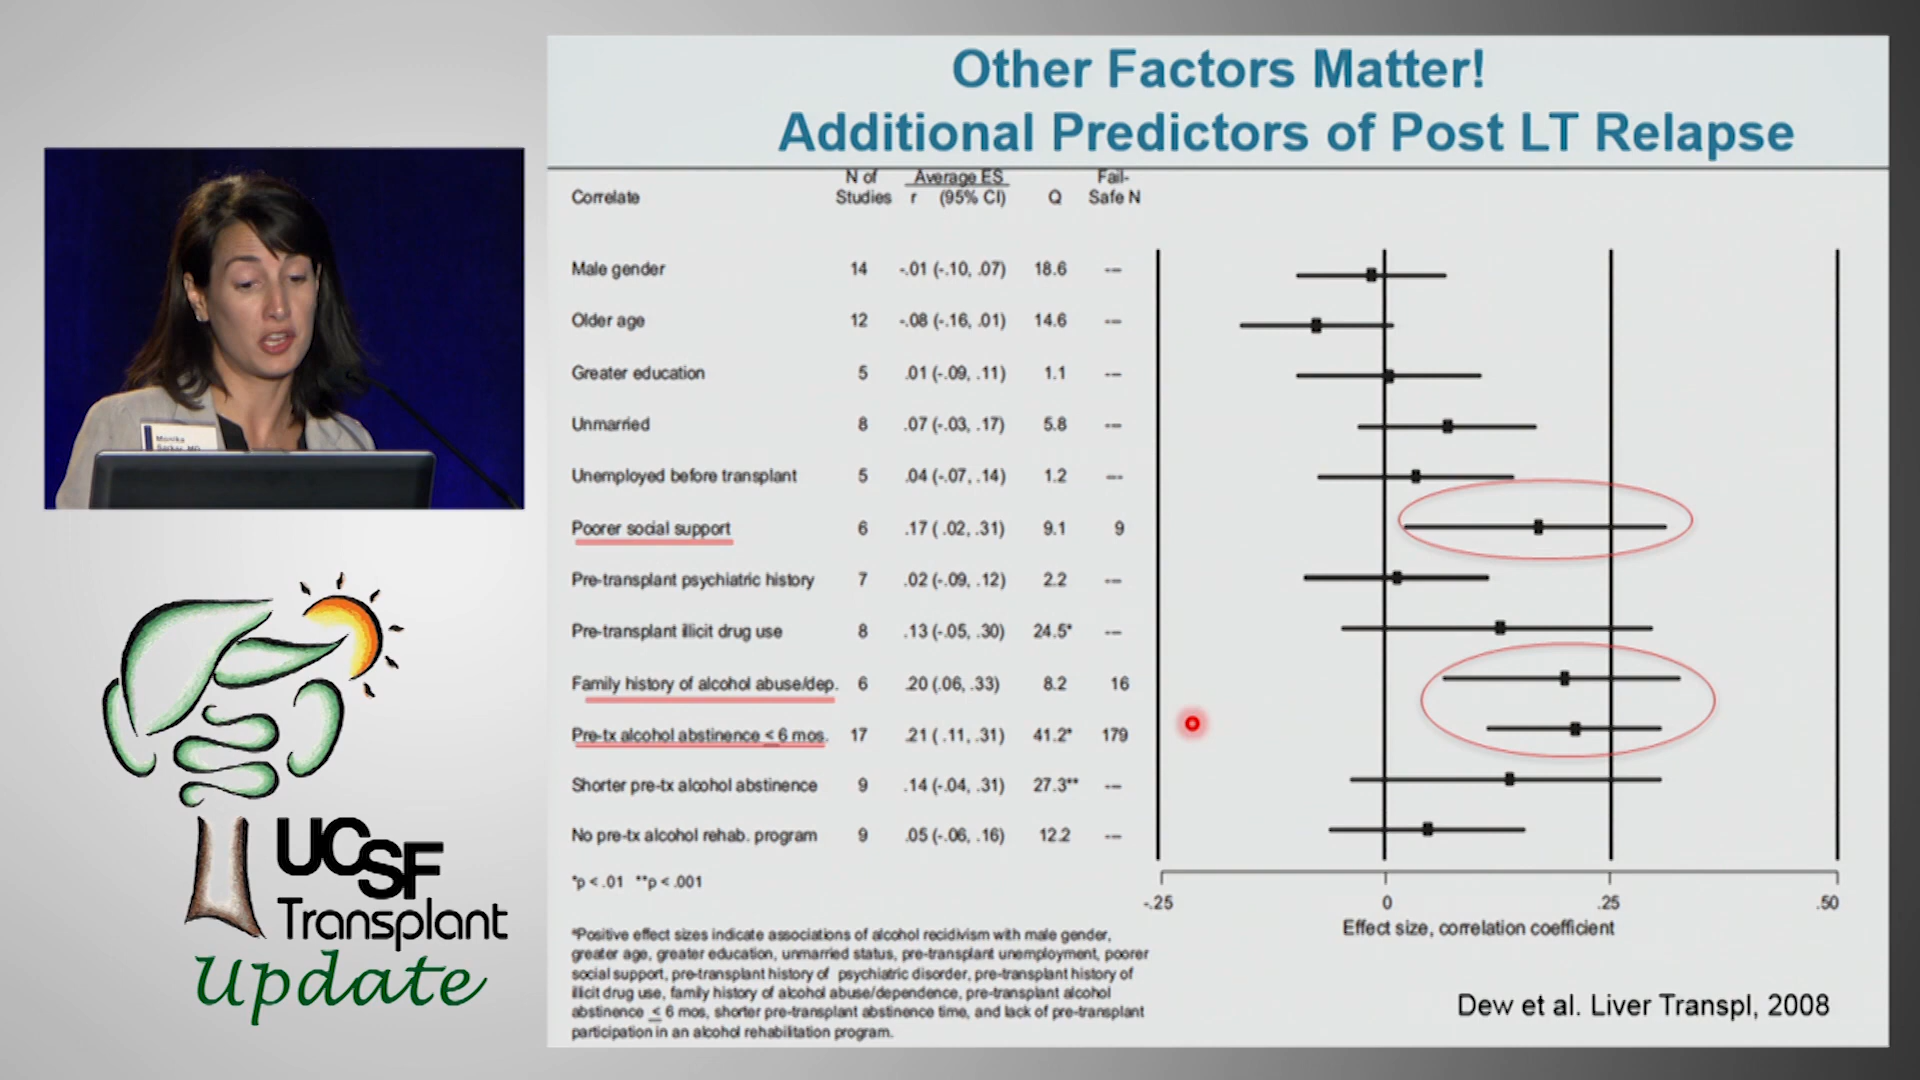 Other Factors Matter!
Additional Predictors of Post LT Relapse
Correlate N of Studies Average ES r (95% CI) Q Fail-Safe N
Male gender 14 -.01 (-.10, .07) 18.6 ---
Older age 12 -.08 (-.16, .01) 14.6 ---
Greater education 5 .01 (-.09, .11) 1.1 ---
Unmarried 8 .07 (-.03, .17) 5.8 ---
Unemployed before transplant 5 .04 (-.07, .14) 1.2 ---
Poorer social support 6 .17 ( .02, .31) 9.1 9
Pre-transplant psychiatric history 7 .02 (-.09, .12) 2.2 ---
Pre-transplant illicit drug use 8 .13 (-.05, .30) 24.5* ---
Family history of alcohol abuse/dep. 6 .20 (.06, .33) 8.2 16
Pre-tx alcohol abstinence ≤ 6 mos. 17 .21 ( .11, .31) 41.2* 179
Shorter pre-tx alcohol abstinence 9 .14 (-.04, .31) 27.3** ---
No pre-tx alcohol rehab. program 9 .05 (-.06, .16) 12.2 ---
*p < .01 **p < .001
-.25 0 .25 .50
Effect size, correlation coefficient
*Positive effect sizes indicate associations of alcohol recidivism with male gender,
greater age, greater education, unmarried status, pre-transplant unemployment, poorer
social support, pre-transplant history of psychiatric disorder, pre-transplant history of
illicit drug use, family history of alcohol abuse/dependence, pre-transplant alcohol
abstinence ≤ 6 mos, shorter pre-transplant abstinence time, and lack of pre-transplant
participation in an alcohol rehabilitation program.
Dew et al. Liver Transpl, 2008
Monika
Sarkar, MD
UCSF
Transplant
Update